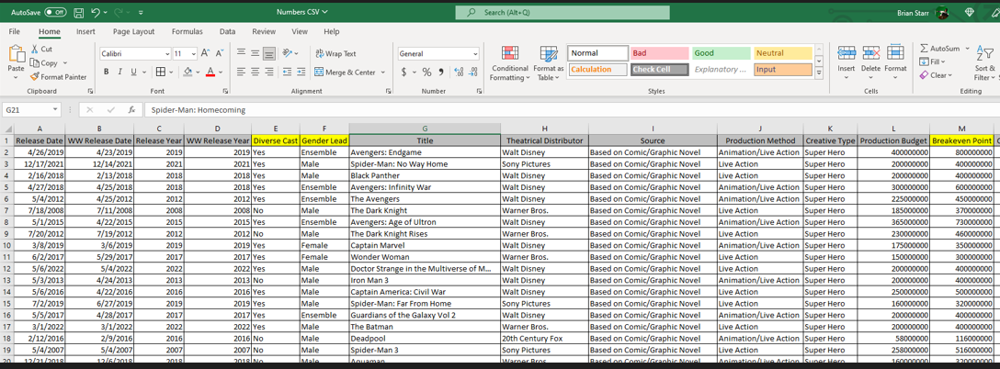 AutoSave Off Numbers CSV Search (Alt+Q) Brian Starr
File Home Insert Page Layout Formulas Data Review View Help
Paste Cut Copy Format Painter Calibri 11 Wrap Text Merge & Center General Conditional Formatting Format as Table Normal Bad Good Neutral Calculation Check Cell Explanatory ... Input Insert Delete Format AutoSum Fill Clear Sort & Filter
Clipboard Font Alignment Number Styles Cells Editing
G21 fx Spider-Man: Homecoming
A B C D E F G H I J K L M
1 Release Date WW Release Date Release Year WW Release Year Diverse Cast Gender Lead Title Theatrical Distributor Source Production Method Creative Type Production Budget Breakeven Point
2 4/26/2019 4/23/2019 2019 2019 Yes Ensemble Avengers: Endgame Walt Disney Based on Comic/Graphic Novel Animation/Live Action Super Hero 400000000 800000000
3 12/17/2021 12/14/2021 2021 2021 Yes Male Spider-Man: No Way Home Sony Pictures Based on Comic/Graphic Novel Live Action Super Hero 200000000 400000000
4 2/16/2018 2/13/2018 2018 2018 Yes Male Black Panther Walt Disney Based on Comic/Graphic Novel Live Action Super Hero 200000000 400000000
5 4/27/2018 4/25/2018 2018 2018 Yes Ensemble Avengers: Infinity War Walt Disney Based on Comic/Graphic Novel Animation/Live Action Super Hero 300000000 600000000
6 5/4/2012 4/25/2012 2012 2012 Yes Ensemble The Avengers Walt Disney Based on Comic/Graphic Novel Animation/Live Action Super Hero 225000000 450000000
7 7/18/2008 7/11/2008 2008 2008 No Male The Dark Knight Warner Bros. Based on Comic/Graphic Novel Live Action Super Hero 185000000 370000000
8 5/1/2015 4/22/2015 2015 2015 Yes Ensemble Avengers: Age of Ultron Walt Disney Based on Comic/Graphic Novel Animation/Live Action Super Hero 365000000 730000000
9 7/20/2012 7/19/2012 2012 2012 No Male The Dark Knight Rises Warner Bros. Based on Comic/Graphic Novel Live Action Super Hero 230000000 460000000
10 3/8/2019 3/6/2019 2019 2019 Yes Female Captain Marvel Walt Disney Based on Comic/Graphic Novel Animation/Live Action Super Hero 175000000 350000000
11 6/2/2017 5/29/2017 2017 2017 Yes Female Wonder Woman Warner Bros. Based on Comic/Graphic Novel Live Action Super Hero 150000000 300000000
12 5/6/2022 5/4/2022 2022 2022 Yes Male Doctor Strange in the Multiverse of M... Walt Disney Based on Comic/Graphic Novel Animation/Live Action Super Hero 200000000 400000000
13 5/3/2013 4/24/2013 2013 2013 No Male Iron Man 3 Walt Disney Based on Comic/Graphic Novel Animation/Live Action Super Hero 200000000 400000000
14 5/6/2016 4/22/2016 2016 2016 Yes Male Captain America: Civil War Walt Disney Based on Comic/Graphic Novel Live Action Super Hero 250000000 500000000
15 7/2/2019 6/27/2019 2019 2019 Yes Male Spider-Man: Far From Home Sony Pictures Based on Comic/Graphic Novel Live Action Super Hero 160000000 320000000
16 5/5/2017 4/28/2017 2017 2017 Yes Ensemble Guardians of the Galaxy Vol 2 Walt Disney Based on Comic/Graphic Novel Animation/Live Action Super Hero 200000000 400000000
17 3/1/2022 3/1/2022 2022 2022 Yes Male The Batman Warner Bros. Based on Comic/Graphic Novel Live Action Super Hero 200000000 400000000
18 2/12/2016 2/9/2016 2016 2016 No Male Deadpool 20th Century Fox Based on Comic/Graphic Novel Animation/Live Action Super Hero 58000000 116000000
19 5/4/2007 5/4/2007 2007 2007 No Male Spider-Man 3 Sony Pictures Based on Comic/Graphic Novel Live Action Super Hero 258000000 516000000
20 12/21/2018 12/6/2018 2018 2018 No Male Aquaman Warner Bros. Based on Comic/Graphic Novel Animation/Live Action Super Hero 160000000 320000000